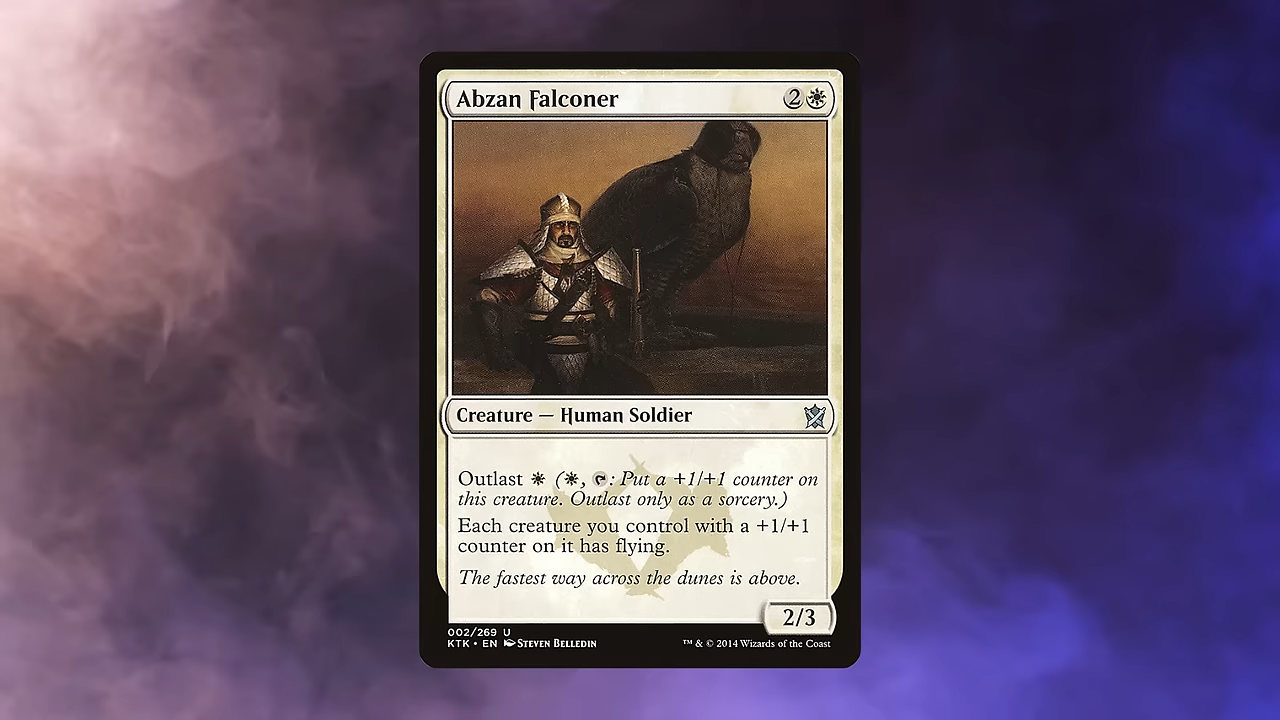 Abzan Falconer 2
Creature — Human Soldier
Outlast (, : Put a +1/+1 counter on
this creature. Outlast only as a sorcery.)
Each creature you control with a +1/+1
counter on it has flying.
The fastest way across the dunes is above.
2/3
002/269 U
KTK • EN Steven Belledin
™ & © 2014 Wizards of the Coast